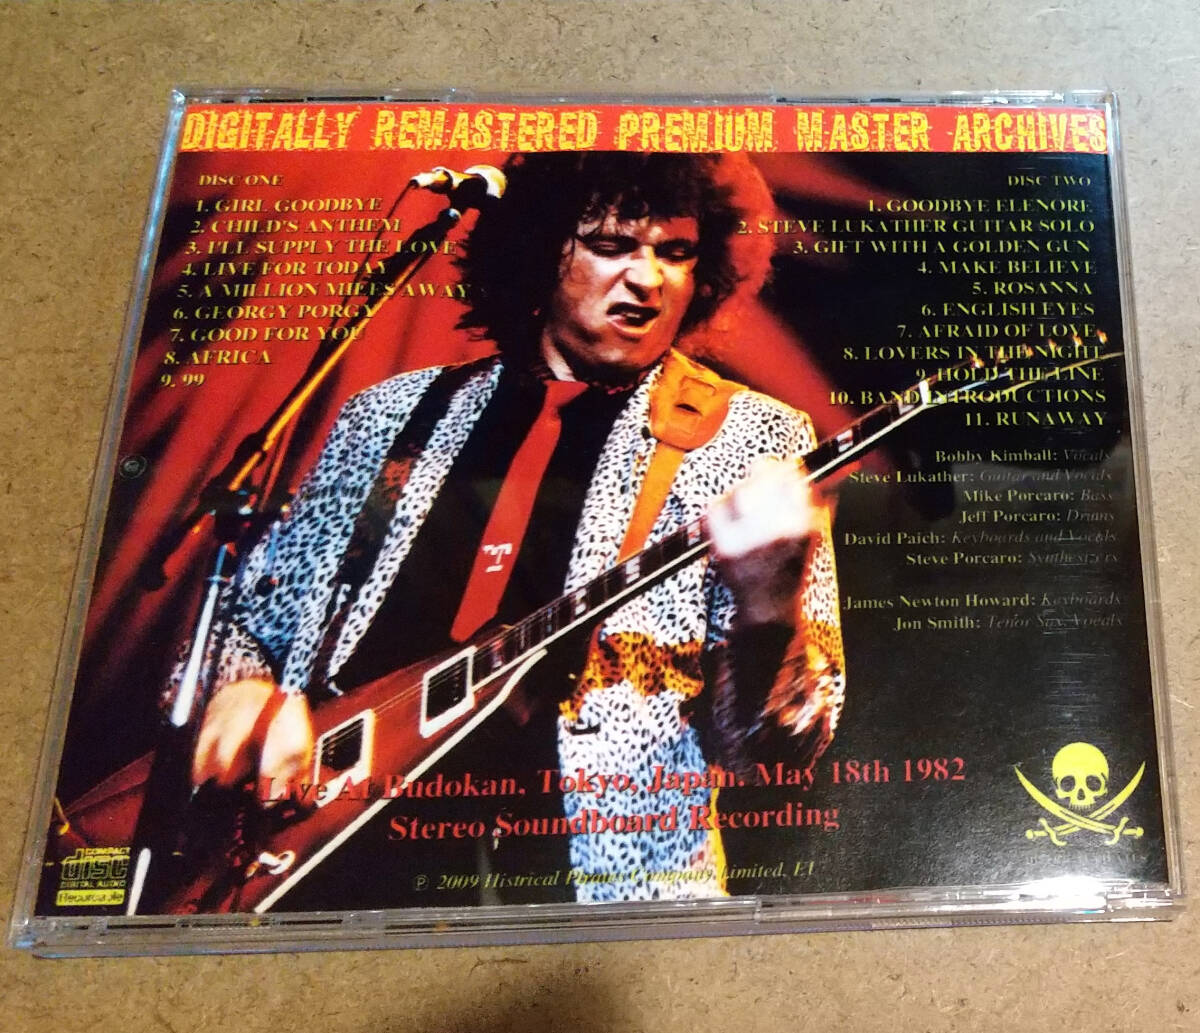 DIGITALLY REMASTERED PREMIUM MASTER ARCHIVES
DISC ONE
1. GIRL GOODBYE
2. CHILD'S ANTHEM
3. I'LL SUPPLY THE LOVE
4. LIVE FOR TODAY
5. A MILLION MILES AWAY
6. GEORGY PORGY
7. GOOD FOR YOU
8. AFRICA
9. 99
DISC TWO
1. GOODBYE ELENORE
2. STEVE LUKATHER GUITAR SOLO
3. GIFT WITH A GOLDEN GUN
4. MAKE BELIEVE
5. ROSANNA
6. ENGLISH EYES
7. AFRAID OF LOVE
8. LOVERS IN THE NIGHT
9. HOLD THE LINE
10. BAND INTRODUCTIONS
11. RUNAWAY
Bobby Kimball: Vocals
Steve Lukather: Guitar and Vocals
Mike Porcaro: Bass
Jeff Porcaro: Drums
David Paich: Keyboards and Vocals
Steve Porcaro: Synthesizers
James Newton Howard: Keyboards
Jon Smith: Tenor Sax, Vocals
T
Live At Budokan, Tokyo, Japan. May 18th 1982
Stereo Soundboard Recording
COMPACT
disc
DIGITAL AUDIO
Recordable
℗ 2009 Histrical Company Limited, EU